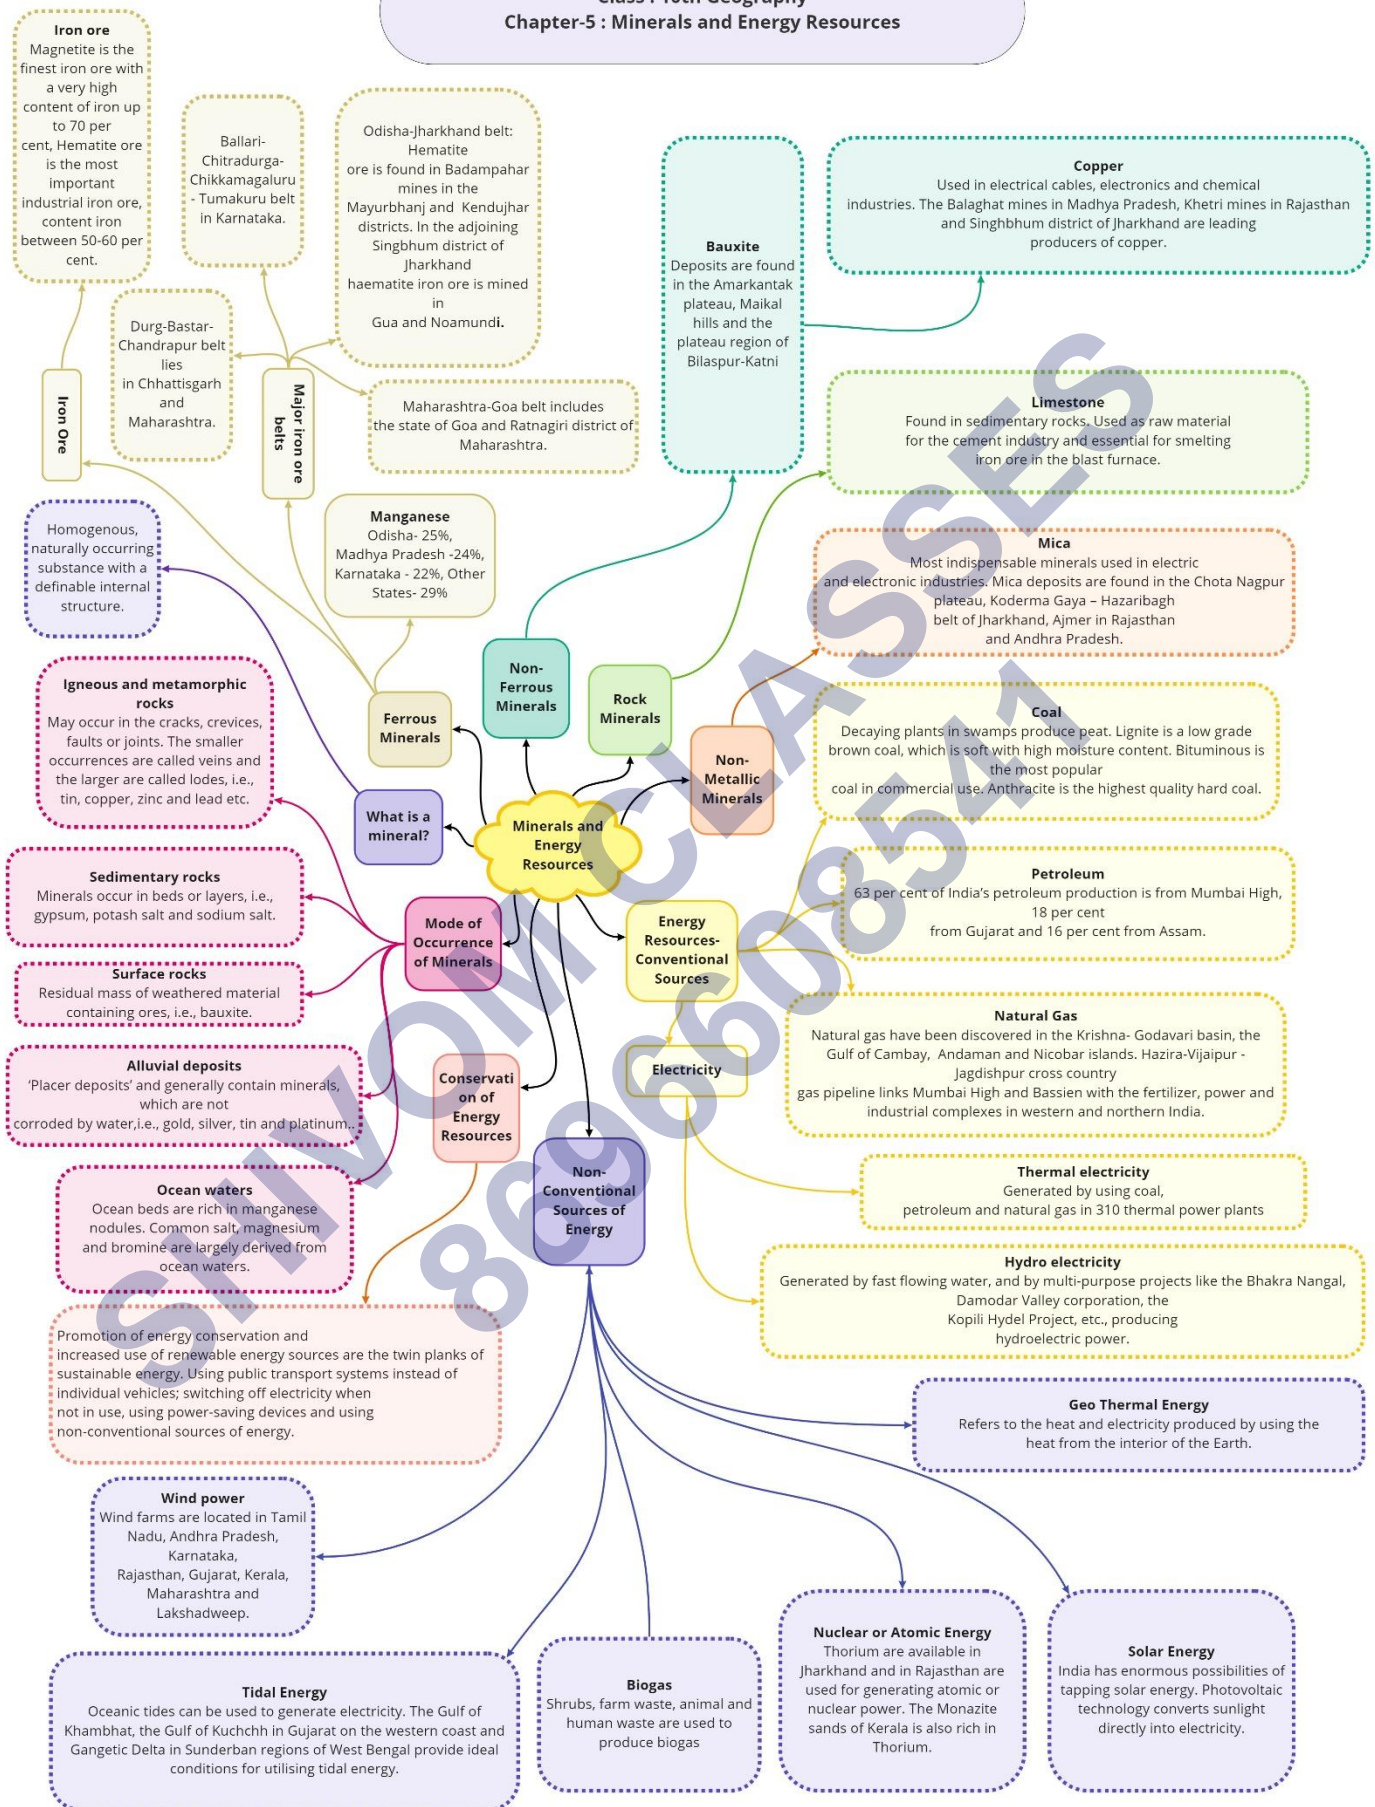 Class : 10th Geography
Chapter-5 : Minerals and Energy Resources
Iron ore
Magnetite is the
finest iron ore with
a very high
content of iron up
to 70 per
cent, Hematite ore
is the most
important
industrial iron ore,
content iron
between 50-60 per
cent.
Ballari-
Chitradurga-
Chikkamagaluru
- Tumakuru belt
in Karnataka.
Odisha-Jharkhand belt:
Hematite
ore is found in Badampahar
mines in the
Mayurbhanj and Kendujhar
districts. In the adjoining
Singbhum district of
Jharkhand
haematite iron ore is mined
in
Gua and Noamundi.
Durg-Bastar-
Chandrapur belt
lies
in Chhattisgarh
and
Maharashtra.
Maharashtra-Goa belt includes
the state of Goa and Ratnagiri district of
Maharashtra.
Iron Ore
Major iron ore
belts
Manganese
Odisha- 25%,
Madhya Pradesh -24%,
Karnataka - 22%, Other
States- 29%
Ferrous
Minerals
Bauxite
Deposits are found
in the Amarkantak
plateau, Maikal
hills and the
plateau region of
Bilaspur-Katni
Copper
Used in electrical cables, electronics and chemical
industries. The Balaghat mines in Madhya Pradesh, Khetri mines in Rajasthan
and Singhbhum district of Jharkhand are leading
producers of copper.
Non-
Ferrous
Minerals
Limestone
Found in sedimentary rocks. Used as raw material
for the cement industry and essential for smelting
iron ore in the blast furnace.
Rock
Minerals
Mica
Most indispensable minerals used in electric
and electronic industries. Mica deposits are found in the Chota Nagpur
plateau, Koderma Gaya – Hazaribagh
belt of Jharkhand, Ajmer in Rajasthan
and Andhra Pradesh.
Non-
Metallic
Minerals
Homogenous,
naturally occurring
substance with a
definable internal
structure.
What is a
mineral?
Minerals and
Energy
Resources
Igneous and metamorphic
rocks
May occur in the cracks, crevices,
faults or joints. The smaller
occurrences are called veins and
the larger are called lodes, i.e.,
tin, copper, zinc and lead etc.
Sedimentary rocks
Minerals occur in beds or layers, i.e.,
gypsum, potash salt and sodium salt.
Surface rocks
Residual mass of weathered material
containing ores, i.e., bauxite.
Alluvial deposits
‘Placer deposits’ and generally contain minerals,
which are not
corroded by water,i.e., gold, silver, tin and platinum..
Ocean waters
Ocean beds are rich in manganese
nodules. Common salt, magnesium
and bromine are largely derived from
ocean waters.
Mode of
Occurrence
of Minerals
Energy
Resources-
Conventional
Sources
Coal
Decaying plants in swamps produce peat. Lignite is a low grade
brown coal, which is soft with high moisture content. Bituminous is
the most popular
coal in commercial use. Anthracite is the highest quality hard coal.
Petroleum
63 per cent of India’s petroleum production is from Mumbai High,
18 per cent
from Gujarat and 16 per cent from Assam.
Natural Gas
Natural gas have been discovered in the Krishna- Godavari basin, the
Gulf of Cambay, Andaman and Nicobar islands. Hazira-Vijaipur -
Jagdishpur cross country
gas pipeline links Mumbai High and Bassien with the fertilizer, power and
industrial complexes in western and northern India.
Electricity
Thermal electricity
Generated by using coal,
petroleum and natural gas in 310 thermal power plants
Hydro electricity
Generated by fast flowing water, and by multi-purpose projects like the Bhakra Nangal,
Damodar Valley corporation, the
Kopili Hydel Project, etc., producing
hydroelectric power.
Conservati
on of
Energy
Resources
Promotion of energy conservation and
increased use of renewable energy sources are the twin planks of
sustainable energy. Using public transport systems instead of
individual vehicles; switching off electricity when
not in use, using power-saving devices and using
non-conventional sources of energy.
Non-
Conventional
Sources of
Energy
Geo Thermal Energy
Refers to the heat and electricity produced by using the
heat from the interior of the Earth.
Wind power
Wind farms are located in Tamil
Nadu, Andhra Pradesh,
Karnataka,
Rajasthan, Gujarat, Kerala,
Maharashtra and
Lakshadweep.
Tidal Energy
Oceanic tides can be used to generate electricity. The Gulf of
Khambhat, the Gulf of Kuchchh in Gujarat on the western coast and
Gangetic Delta in Sunderban regions of West Bengal provide ideal
conditions for utilising tidal energy.
Biogas
Shrubs, farm waste, animal and
human waste are used to
produce biogas
Nuclear or Atomic Energy
Thorium are available in
Jharkhand and in Rajasthan are
used for generating atomic or
nuclear power. The Monazite
sands of Kerala is also rich in
Thorium.
Solar Energy
India has enormous possibilities of
tapping solar energy. Photovoltaic
technology converts sunlight
directly into electricity.
SHIVOM CLASSES
8696608541